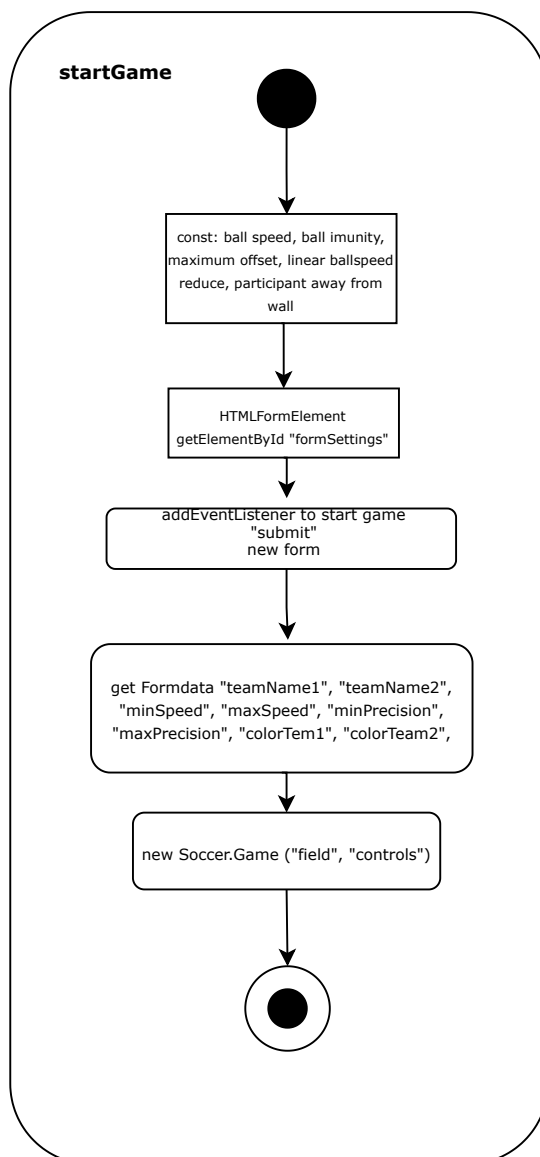 startGame
const: ball speed, ball imunity,
maximum offset, linear ballspeed
reduce, participant away from
wall
HTMLFormElement
getElementById "formSettings"
addEventListener to start game
"submit"
new form
get Formdata "teamName1", "teamName2",
"minSpeed", "maxSpeed", "minPrecision",
"maxPrecision", "colorTem1", "colorTeam2",
new Soccer.Game ("field", "controls")